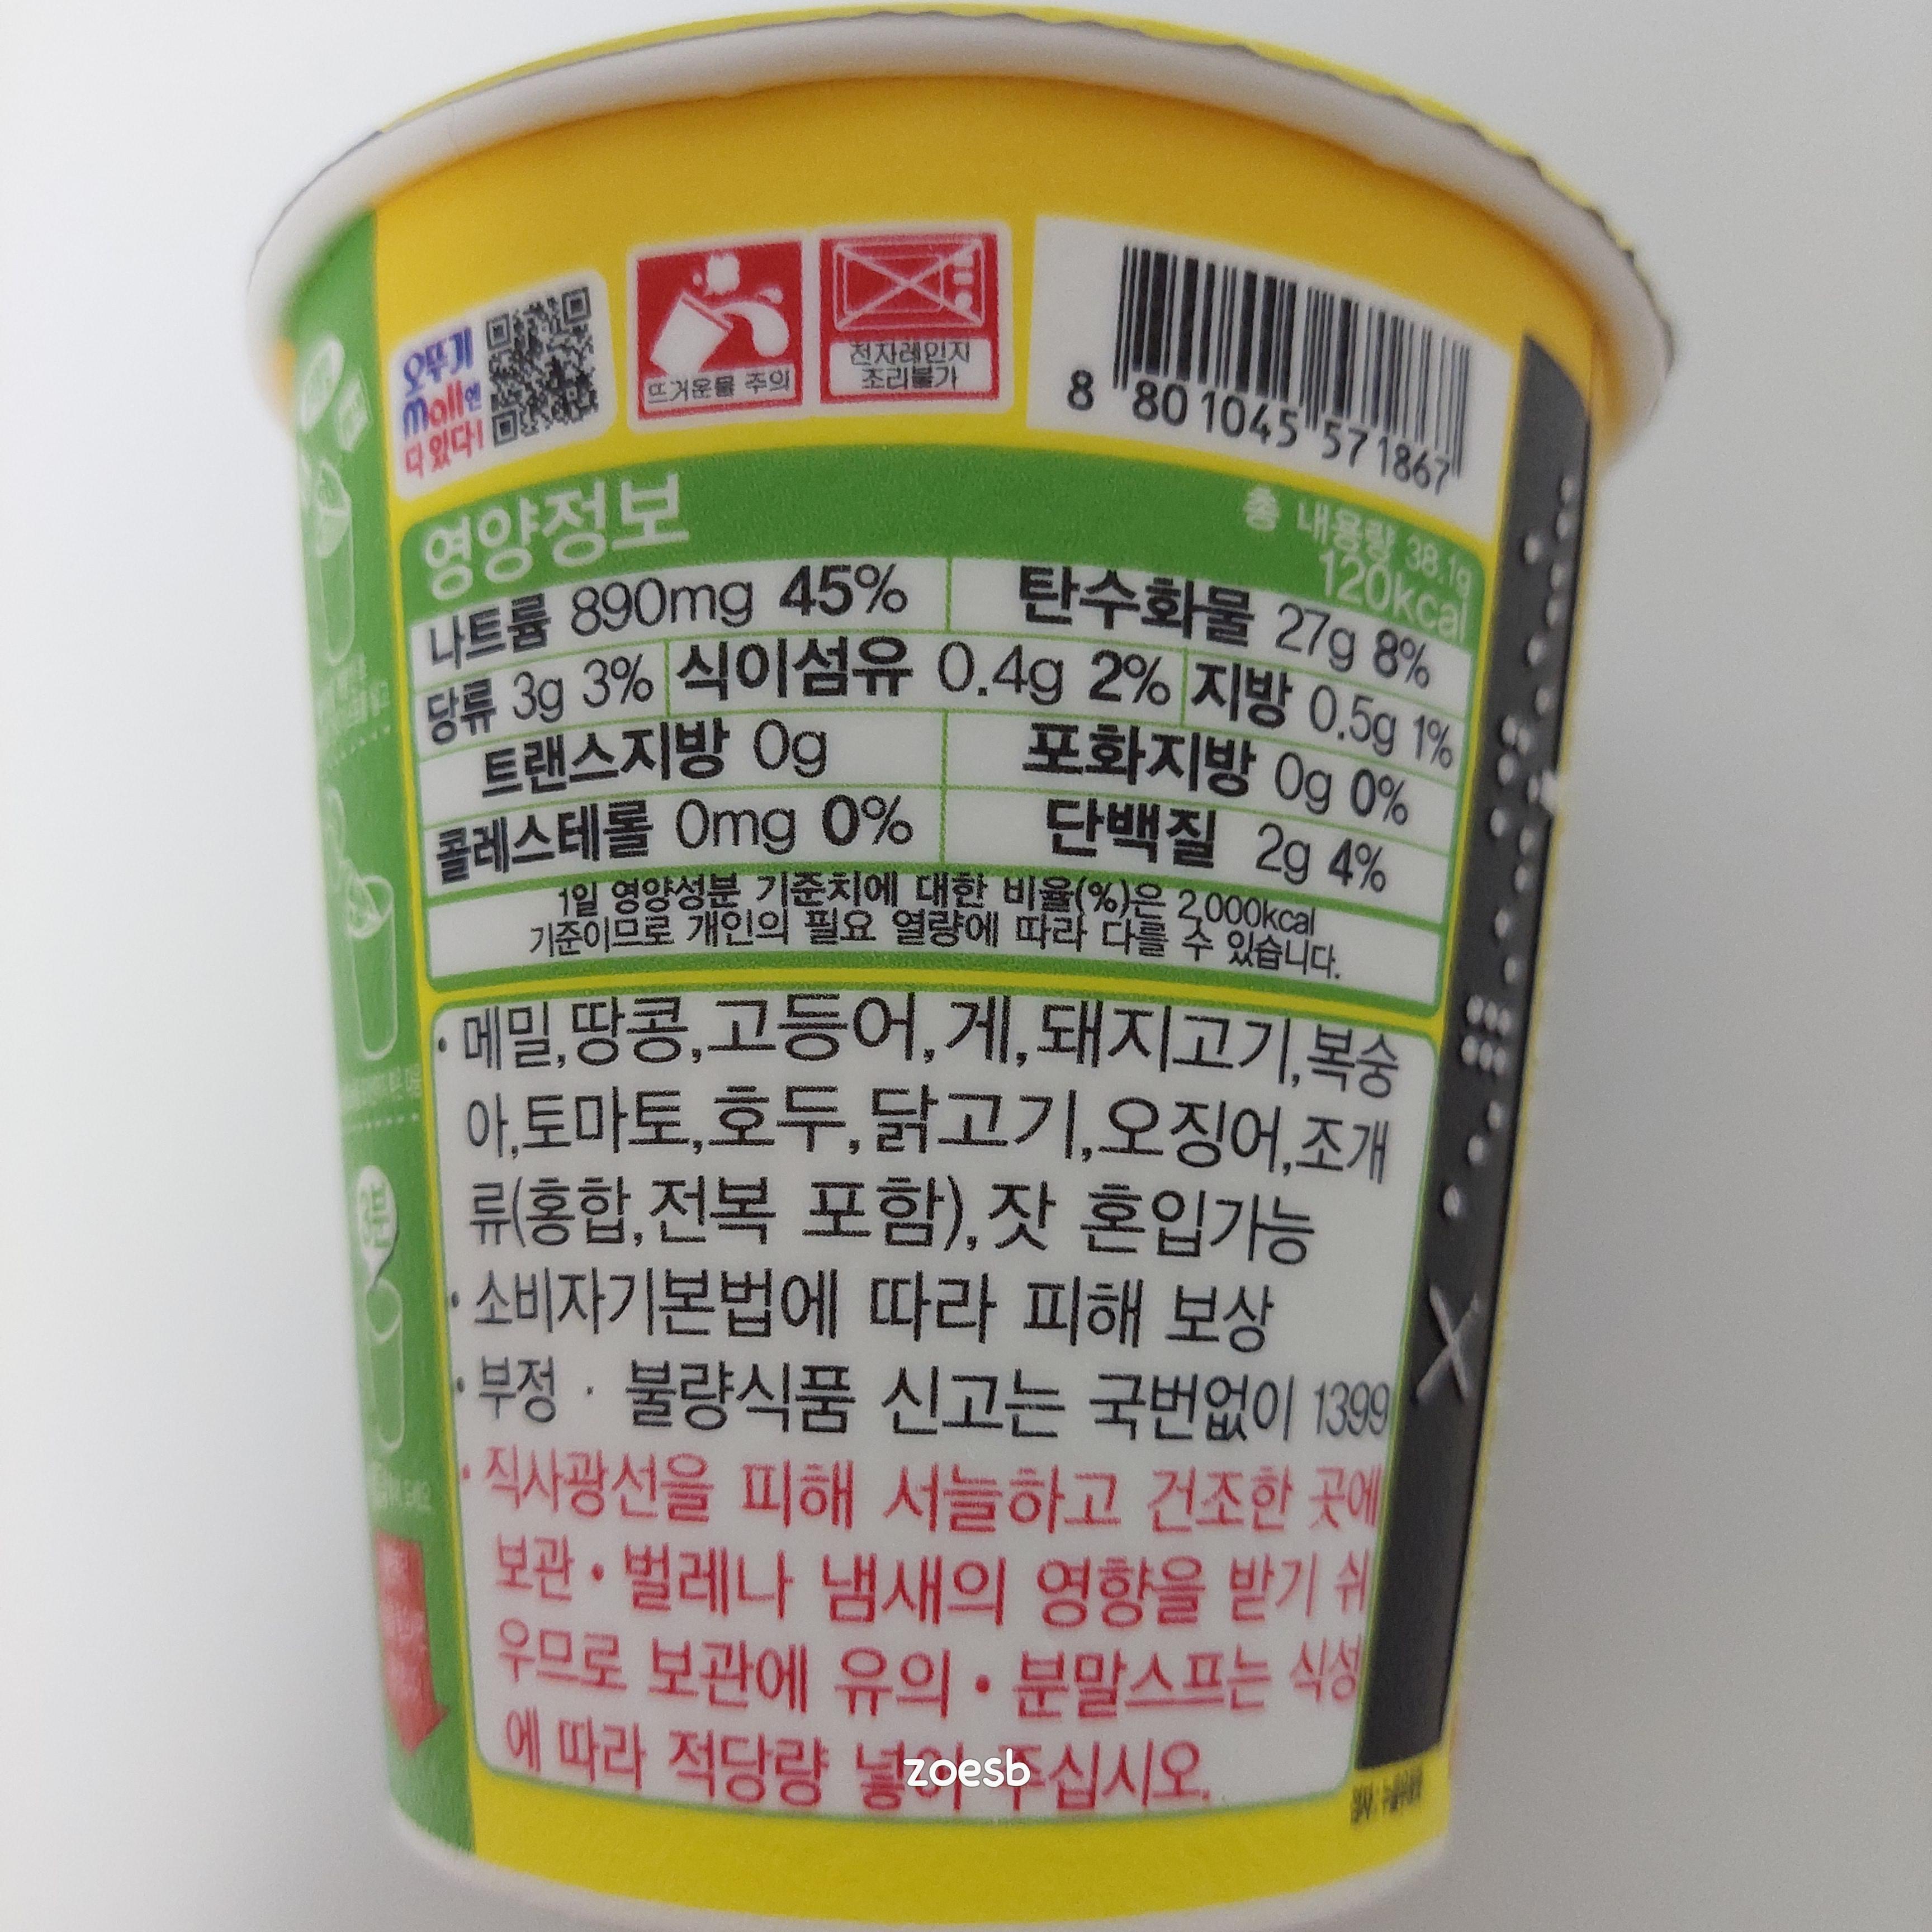 오뚜기
mall엔
다 있다!
뜨거운물 주의
전자레인지
조리불가
8 801045 571867
영양정보
총 내용량 38.1g
120kcal
나트륨 890mg 45% 탄수화물 27g 8%
당류 3g 3% 식이섬유 0.4g 2% 지방 0.5g 1%
트랜스지방 0g 포화지방 0g 0%
콜레스테롤 0mg 0% 단백질 2g 4%
1일 영양성분 기준치에 대한 비율(%)은 2,000kcal
기준이므로 개인의 필요 열량에 따라 다를 수 있습니다.
• 메밀,땅콩,고등어,게,돼지고기,복숭
아,토마토,호두,닭고기,오징어,조개
류(홍합,전복 포함),잣 혼입가능
• 소비자기본법에 따라 피해 보상
• 부정 · 불량식품 신고는 국번없이 1399
• 직사광선을 피해 서늘하고 건조한 곳에
보관 • 벌레나 냄새의 영향을 받기 쉬
우므로 보관에 유의 • 분말스프는 식성
에 따라 적당량 넣어 주십시오.
zoesb
3분